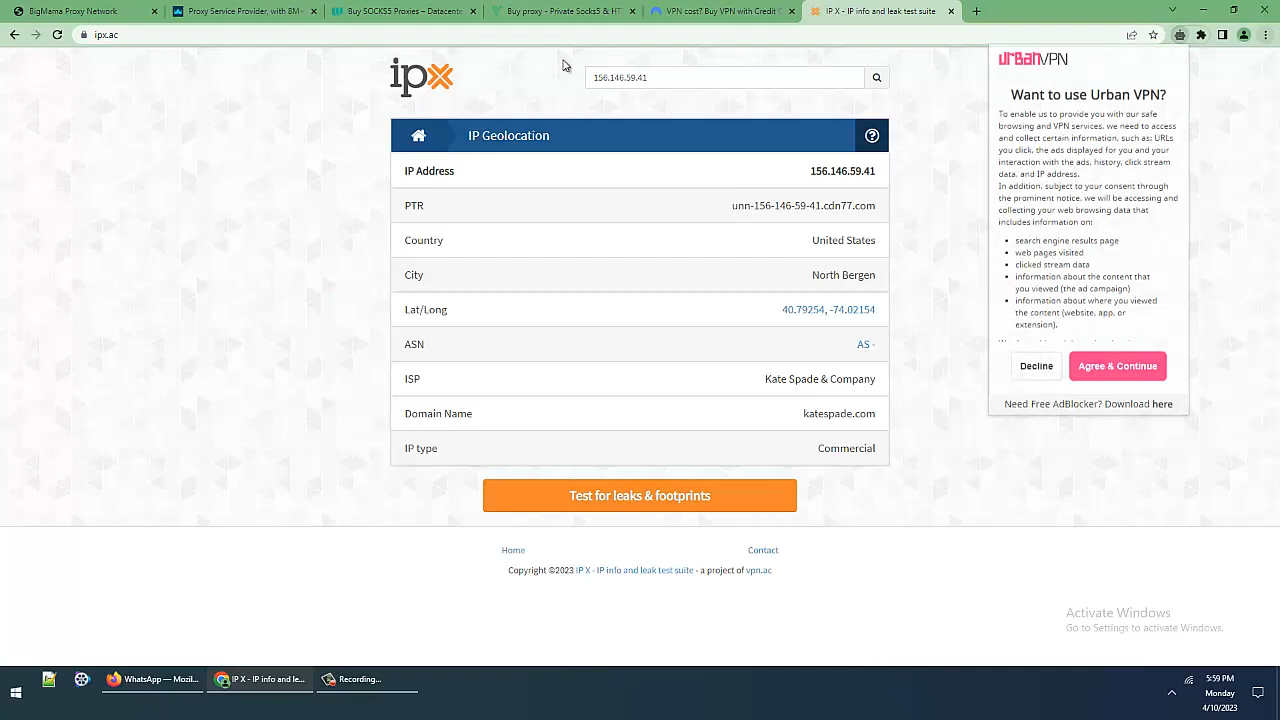 BigMama Proxy Network
Proxy Service Provider, with 8M+
Buy SOCKS5 Proxies – Datacente
Buy proxy - Private Socks5 & HT
VPN cost? Buy VPN with Credit C
IP X - IP info and leak test suite
ipx.ac
ipx
156.146.59.41
IP Geolocation
IP Address
156.146.59.41
PTR
unn-156-146-59-41.cdn77.com
Country
United States
City
North Bergen
Lat/Long
40.79254, -74.02154
ASN
AS -
ISP
Kate Spade & Company
Domain Name
katespade.com
IP type
Commercial
Test for leaks & footprints
Home
Contact
Copyright ©2023 IP X - IP info and leak test suite - a project of vpn.ac
urbanVPN
Want to use Urban VPN?
To enable us to provide you with our safe
browsing and VPN services, we need to access
and collect certain information, such as: URLs
you click, the ads displayed for you and your
interaction with the ads, history, click stream
data, and IP address.
In addition, subject to your consent through
the prominent notice, we will be accessing and
collecting your web browsing data that
includes information on:
• search engine results page
• web pages visited
• clicked stream data
• information about the content that
you viewed (the ad campaign)
• information about where you viewed
the content (website, app, or
extension).
Decline
Agree & Continue
Need Free AdBlocker? Download here
Activate Windows
Go to Settings to activate Windows.
WhatsApp — Mozil...
IP X - IP info and le...
Recording...
5:59 PM
Monday
4/10/2023